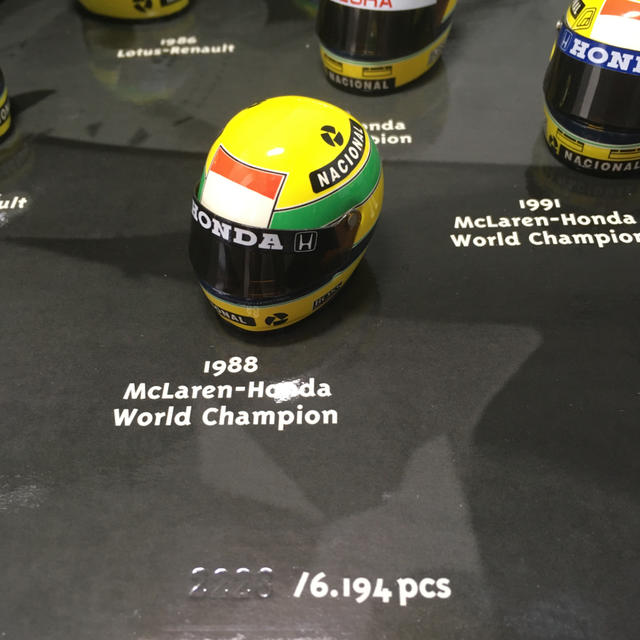 1986
Lotus-Renault
NACIONAL
HONDA
NACIONAL
NACIONAL
HONDA
1991
McLaren-Honda
World Champion
1988
McLaren-Honda
World Champion
/6.194 pcs